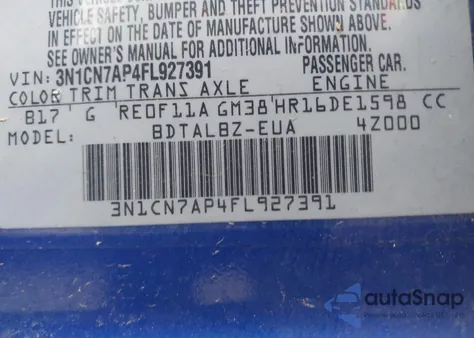 VEHICLE SAFETY, BUMPER AND THEFT PREVENTION STANDARDS
IN EFFECT ON THE DATE OF MANUFACTURE SHOWN ABOVE.
SEE OWNER'S MANUAL FOR ADDITIONAL INFORMATION.
VIN: 3N1CN7AP4FL927391 PASSENGER CAR
COLOR TRIM TRANS AXLE ENGINE
B17 G RE0F11A GM38 HR16DE1598 CC
MODEL: BDTALBZ-EUA 4Z000
3N1CN7AP4FL927391
autoSnap